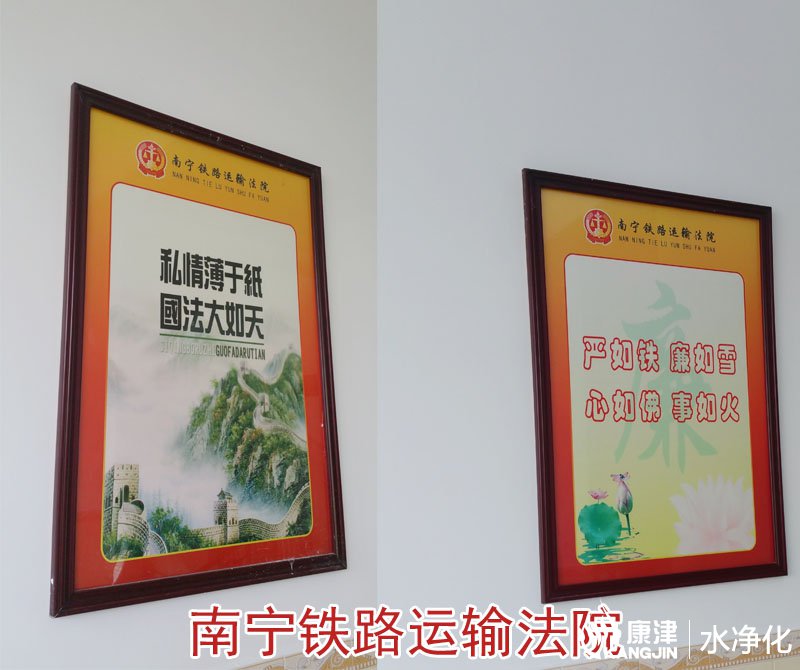 南宁铁路运输法院
NAN NING TIE LU YUN SHU FA YUAN
私情薄于紙
國法大如天
GUOFADARUTIAN
南宁铁路运输法院
NAN NING TIE LU YUN SHU FA YUAN
廉
严如铁 廉如雪
心如佛 事如火
南宁铁路运输法院
康津
KANGJIN
水净化